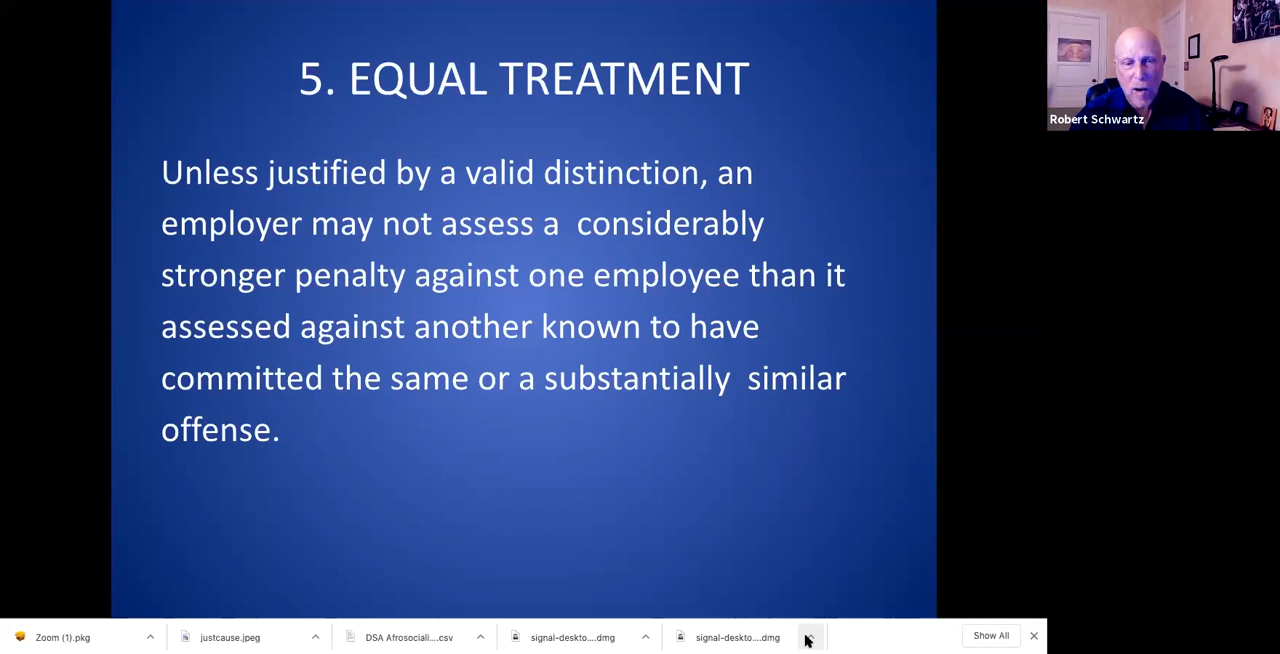 5. EQUAL TREATMENT
Unless justified by a valid distinction, an
employer may not assess a  considerably
stronger penalty against one employee than it
assessed against another known to have
committed the same or a substantially  similar
offense.
Robert Schwartz
Zoom (1).pkg
justcause.jpeg
DSA Afrosociali....csv
signal-deskto....dmg
signal-deskto....dmg
Show All